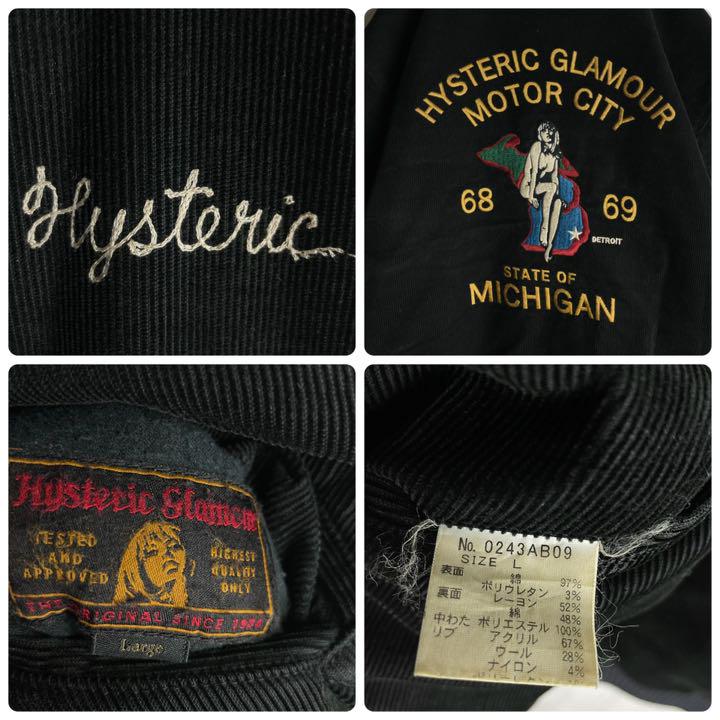 Hysteric
HYSTERIC GLAMOUR
MOTOR CITY
68 69
DETROIT
STATE OF
MICHIGAN
Hysteric Glamour
TESTED
AND
APPROVED
HIGHEST
QUALITY
ONLY
THE ORIGINAL SINCE 1984
Large
No. 0243AB09
SIZE L
表面 綿 97%
ポリウレタン 3%
裏面 レーヨン 52%
綿 48%
中わた ポリエステル 100%
リブ アクリル 67%
ウール 28%
ナイロン 4%